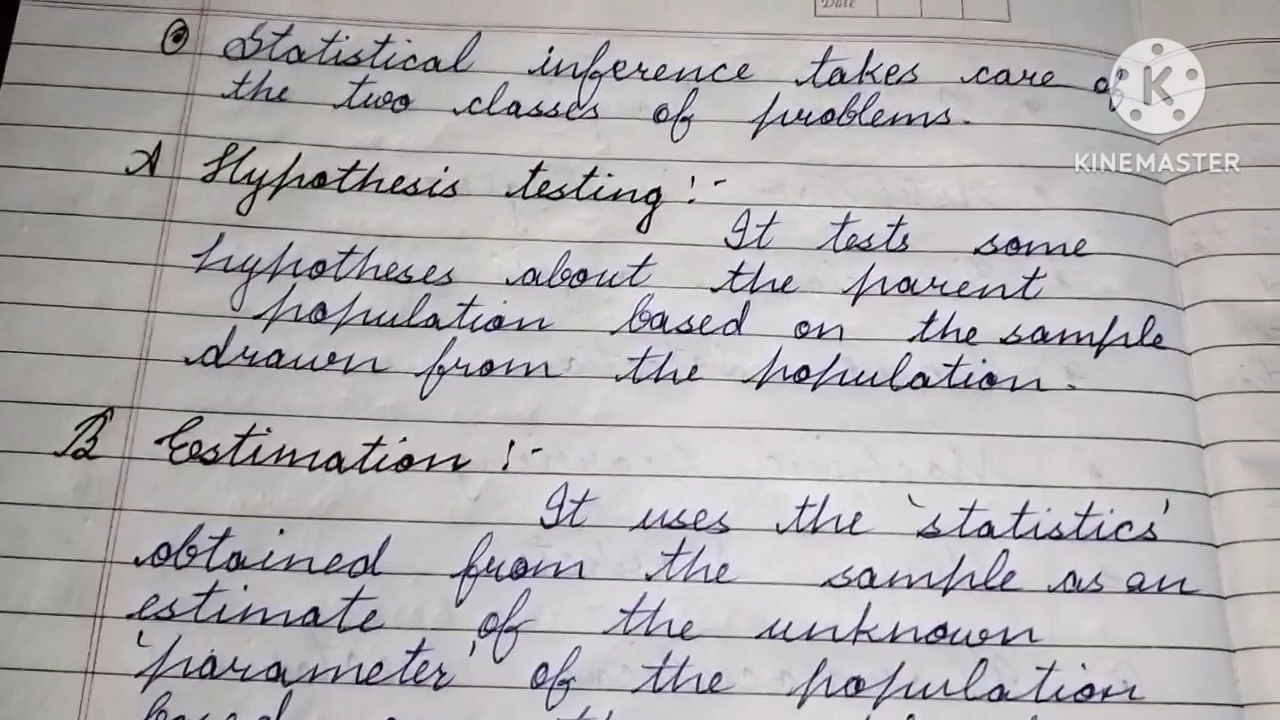 Date
Statistical inference takes care of
the two classes of problems.
A Hypothesis testing :-
It tests some
hypotheses about the parent
population based on the sample
drawn from the population.
B Estimation :-
It uses the 'statistics'
obtained from the sample as an
estimate of the unknown
'parameter' of the population
based
KINEMASTER